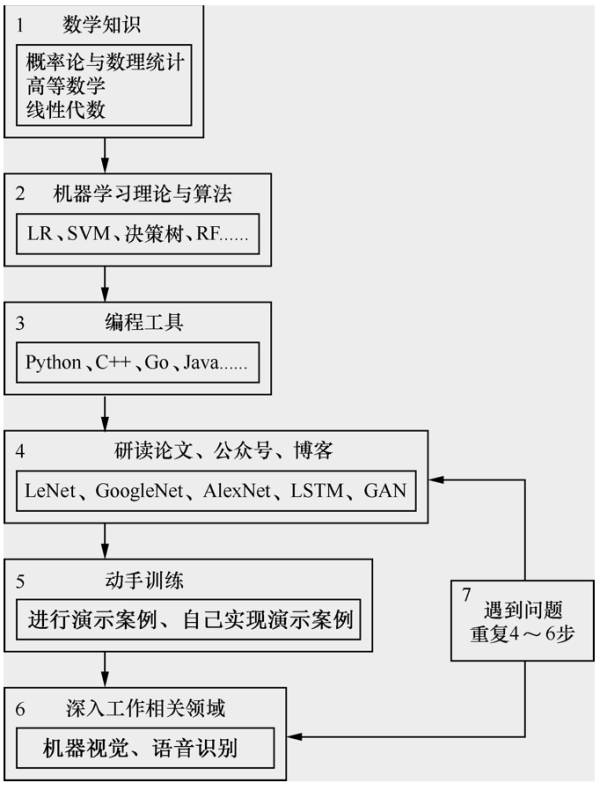 1 数学知识
概率论与数理统计
高等数学
线性代数
2 机器学习理论与算法
LR、SVM、决策树、RF……
3 编程工具
Python、C++、Go、Java……
4 研读论文、公众号、博客
LeNet、GoogleNet、AlexNet、LSTM、GAN
5 动手训练
进行演示案例、自己实现演示案例
7 遇到问题
重复4～6步
6 深入工作相关领域
机器视觉、语音识别